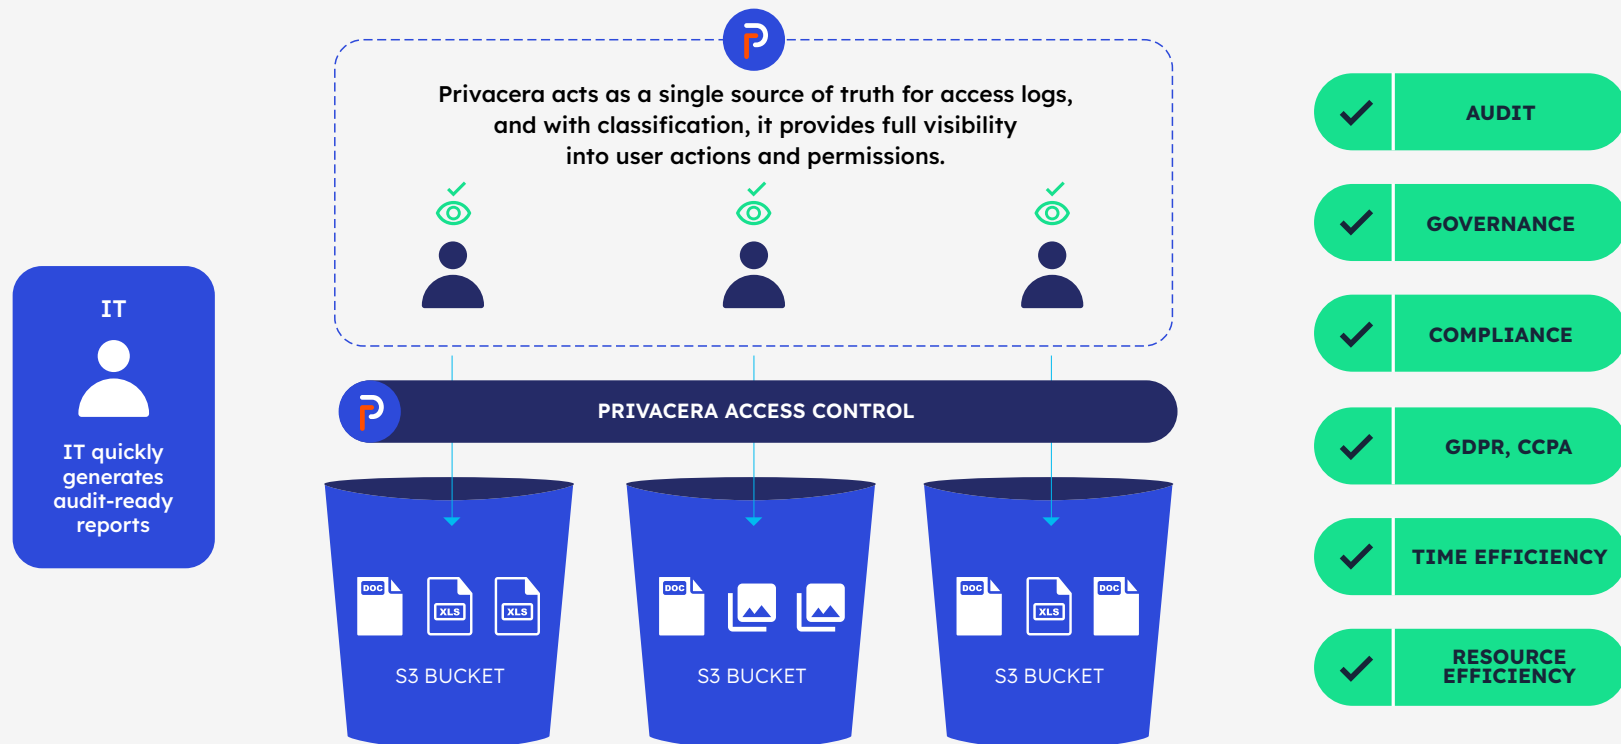 Privacera acts as a single source of truth for access logs,
and with classification, it provides full visibility
into user actions and permissions.
IT
IT quickly
generates
audit-ready
reports
PRIVACERA ACCESS CONTROL
DOC
XLS
XLS
S3 BUCKET
DOC
S3 BUCKET
DOC
XLS
DOC
S3 BUCKET
AUDIT
GOVERNANCE
COMPLIANCE
GDPR, CCPA
TIME EFFICIENCY
RESOURCE
EFFICIENCY